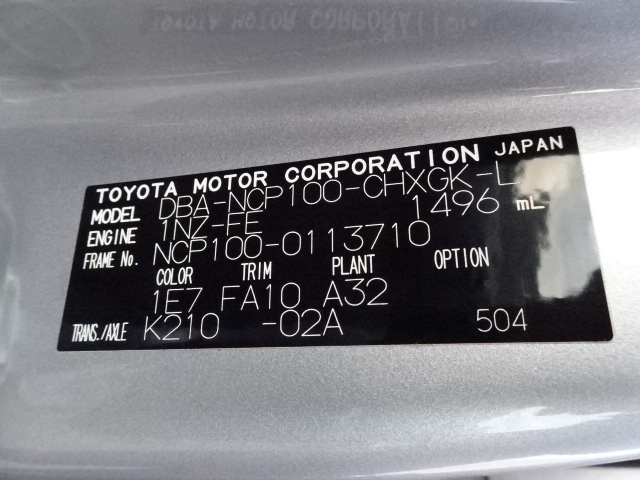 TOYOTA MOTOR CORPORATION JAPAN
MODEL DBA-NCP100-CHXGK-L
ENGINE 1NZ-FE 1496 mL
FRAME No. NCP100-0113710
COLOR TRIM PLANT OPTION
1E7 FA10 A32
TRANS./AXLE K210 -02A 504